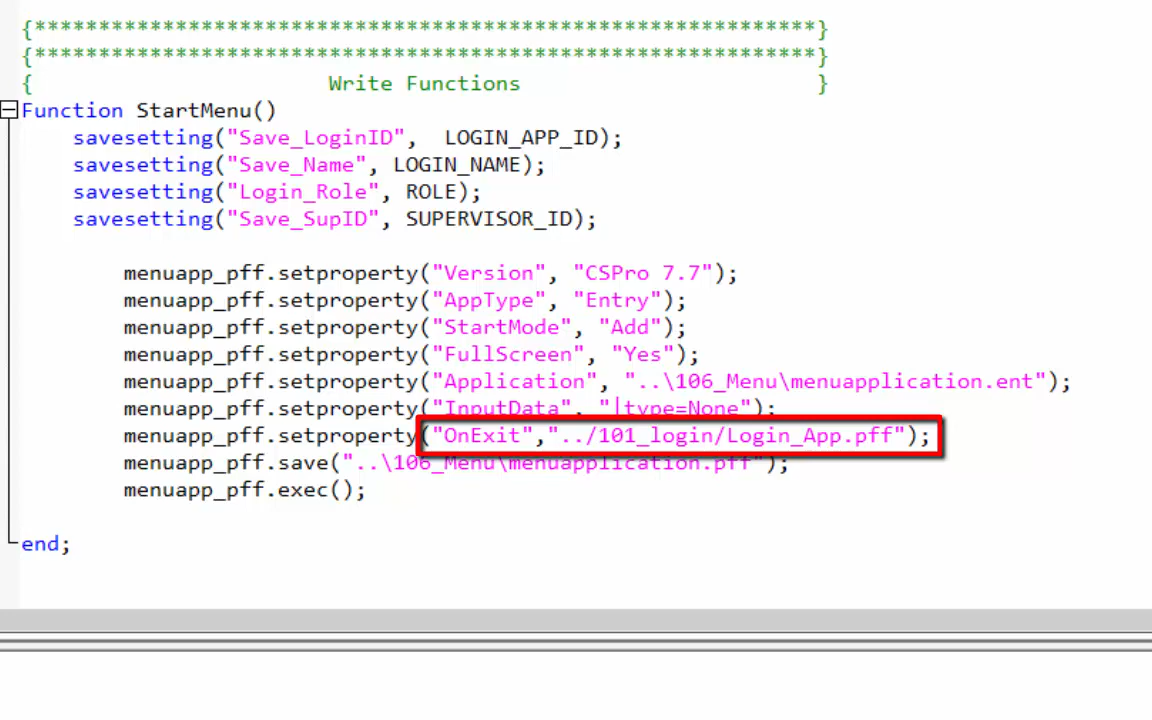 {*************************************************************}
{*************************************************************}
{ Write Functions }
Function StartMenu()
savesetting("Save_LoginID", LOGIN_APP_ID);
savesetting("Save_Name", LOGIN_NAME);
savesetting("Login_Role", ROLE);
savesetting("Save_SupID", SUPERVISOR_ID);
menuapp_pff.setproperty("Version", "CSPro 7.7");
menuapp_pff.setproperty("AppType", "Entry");
menuapp_pff.setproperty("StartMode", "Add");
menuapp_pff.setproperty("FullScreen", "Yes");
menuapp_pff.setproperty("Application", "..\106_Menu\menuapplication.ent");
menuapp_pff.setproperty("InputData", "|type=None");
menuapp_pff.setproperty("OnExit","../101_login/Login_App.pff");
menuapp_pff.save("..\106_Menu\menuapplication.pff");
menuapp_pff.exec();
end;